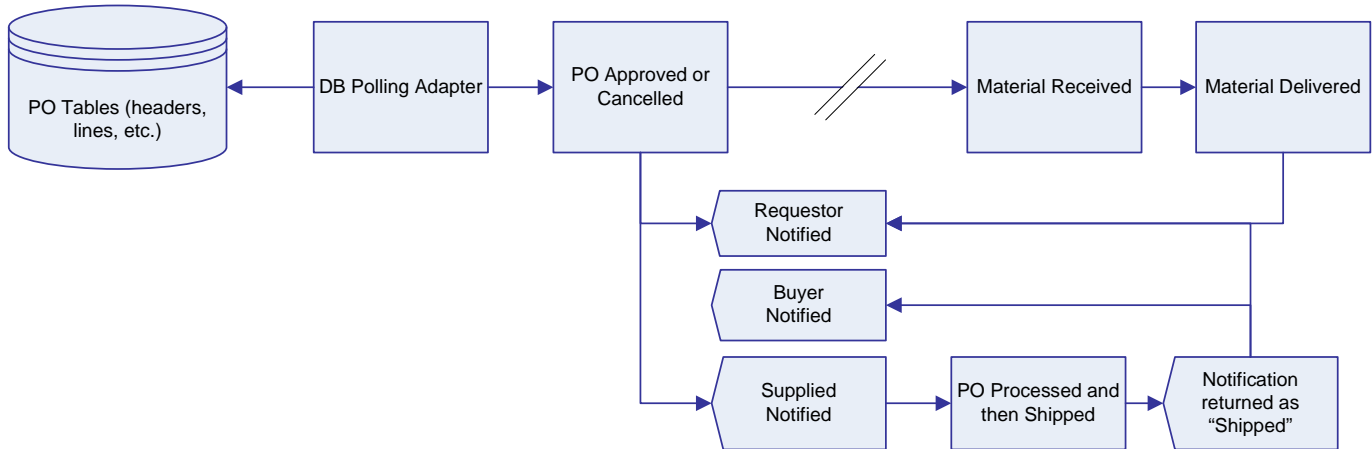 PO Tables (headers,
lines, etc.)
DB Polling Adapter
PO Approved or
Cancelled
Material Received
Material Delivered
Requestor
Notified
Buyer
Notified
Supplied
Notified
PO Processed and
then Shipped
Notification
returned as
“Shipped”